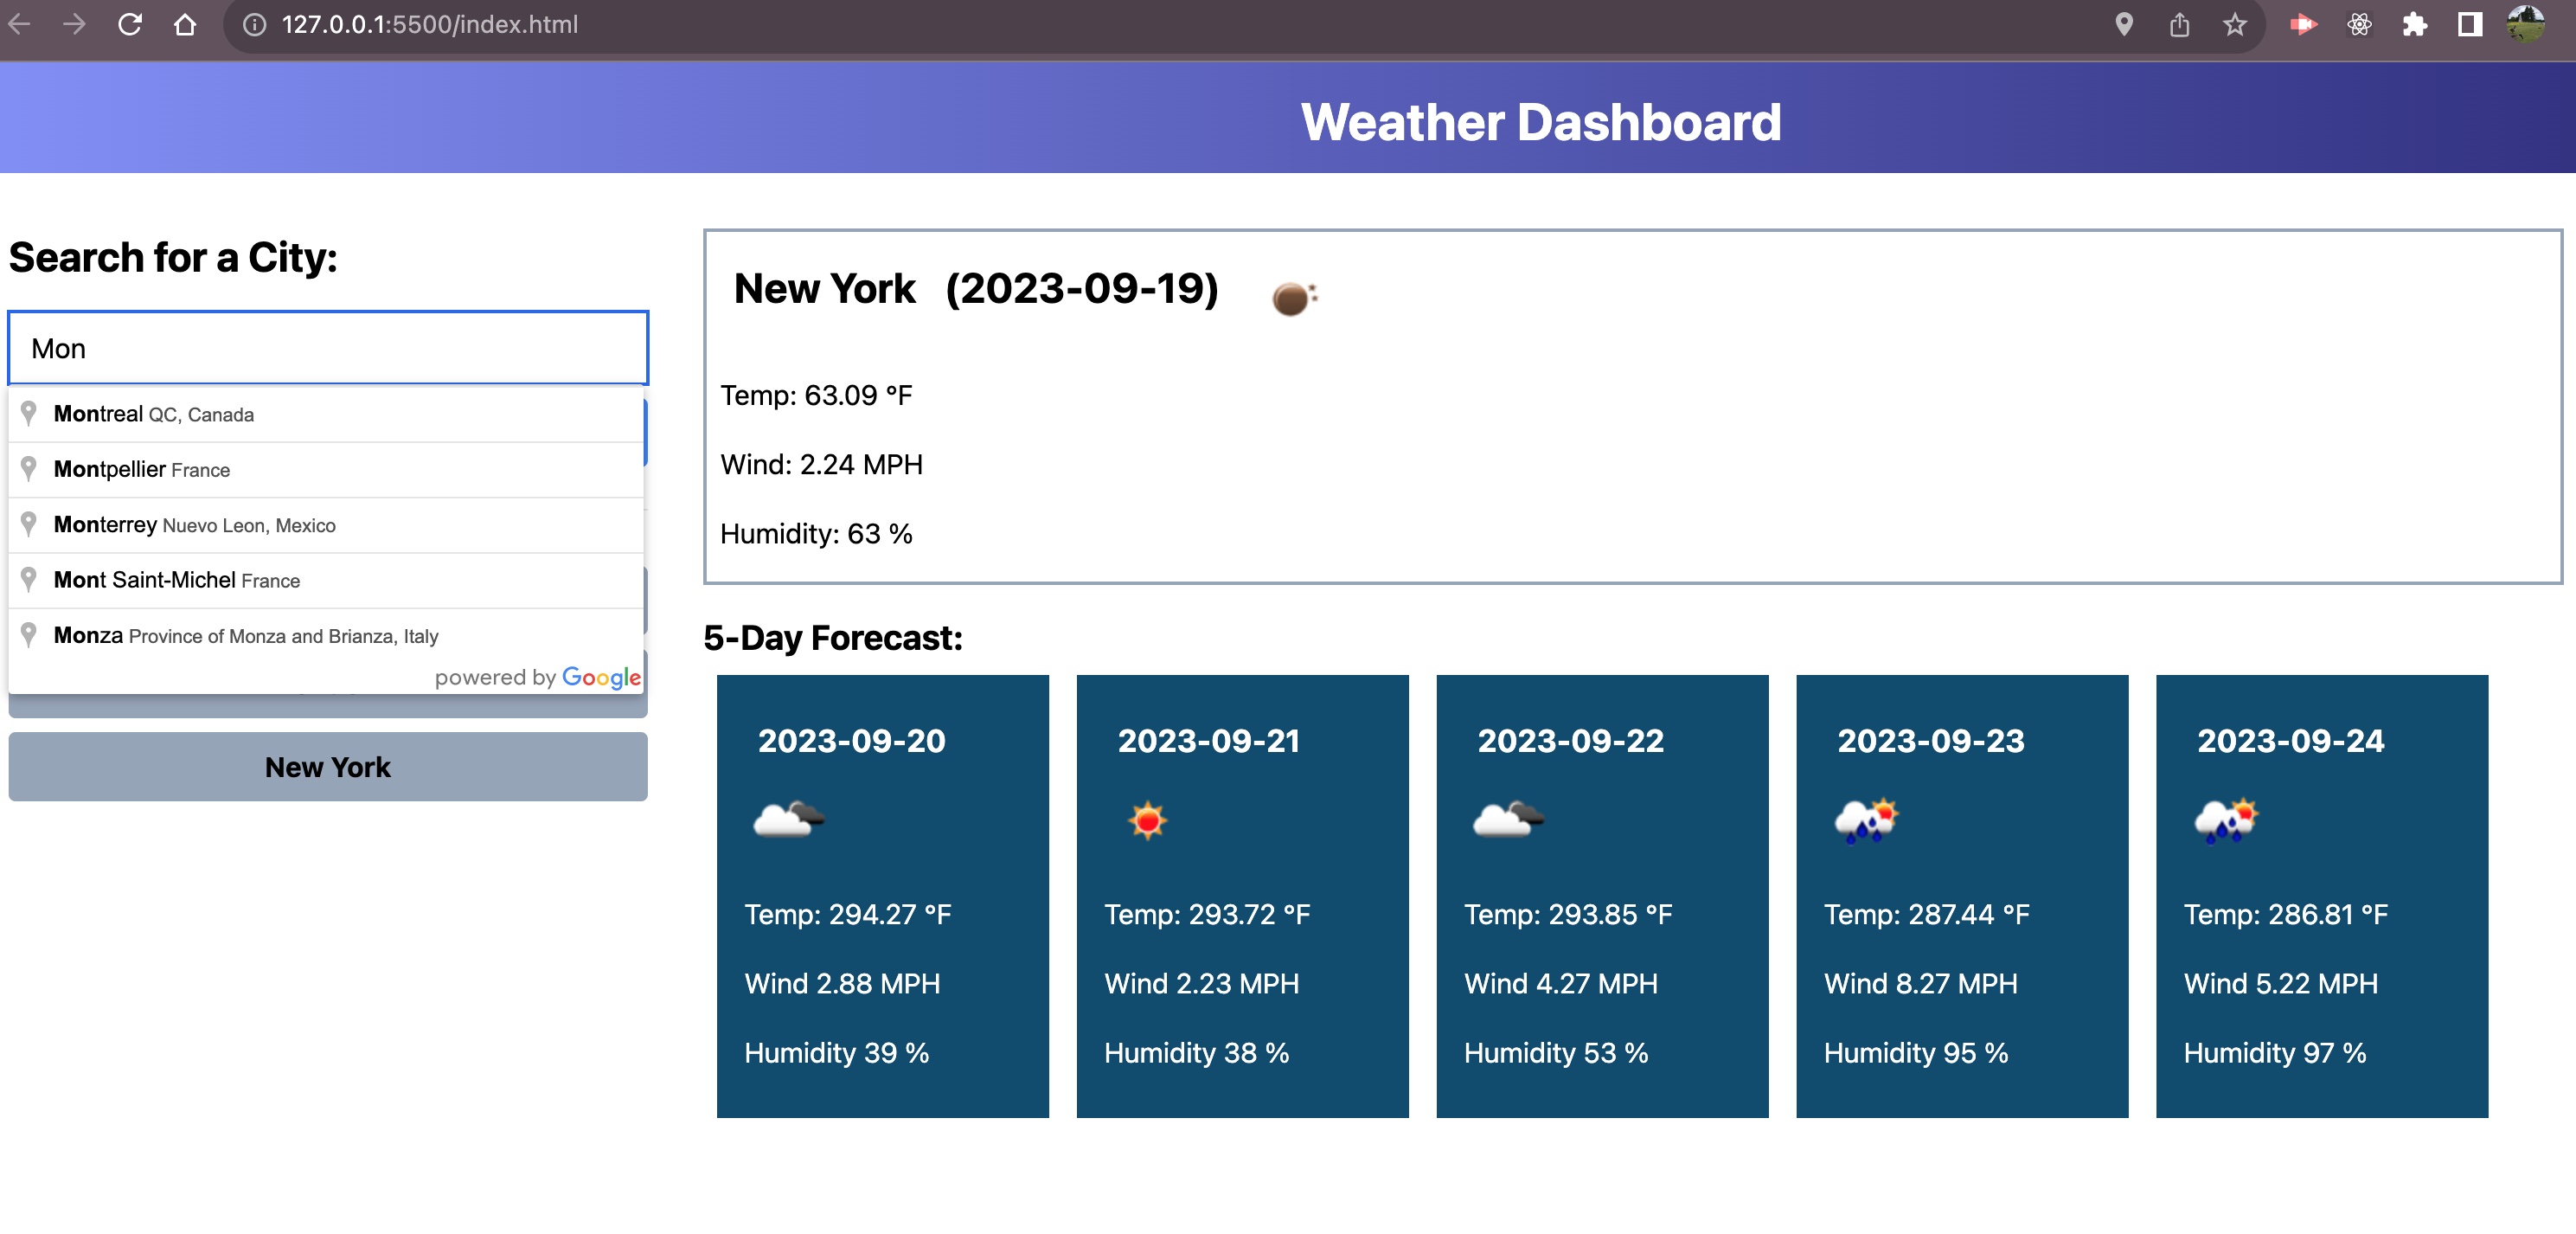 127.0.0.1:5500/index.html
Weather Dashboard
Search for a City:
Mon
Montreal QC, Canada
Montpellier France
Monterrey Nuevo Leon, Mexico
Mont Saint-Michel France
Monza Province of Monza and Brianza, Italy
powered by Google
New York
New York (2023-09-19)
Temp: 63.09 °F
Wind: 2.24 MPH
Humidity: 63 %
5-Day Forecast:
2023-09-20
Temp: 294.27 °F
Wind 2.88 MPH
Humidity 39 %
2023-09-21
Temp: 293.72 °F
Wind 2.23 MPH
Humidity 38 %
2023-09-22
Temp: 293.85 °F
Wind 4.27 MPH
Humidity 53 %
2023-09-23
Temp: 287.44 °F
Wind 8.27 MPH
Humidity 95 %
2023-09-24
Temp: 286.81 °F
Wind 5.22 MPH
Humidity 97 %